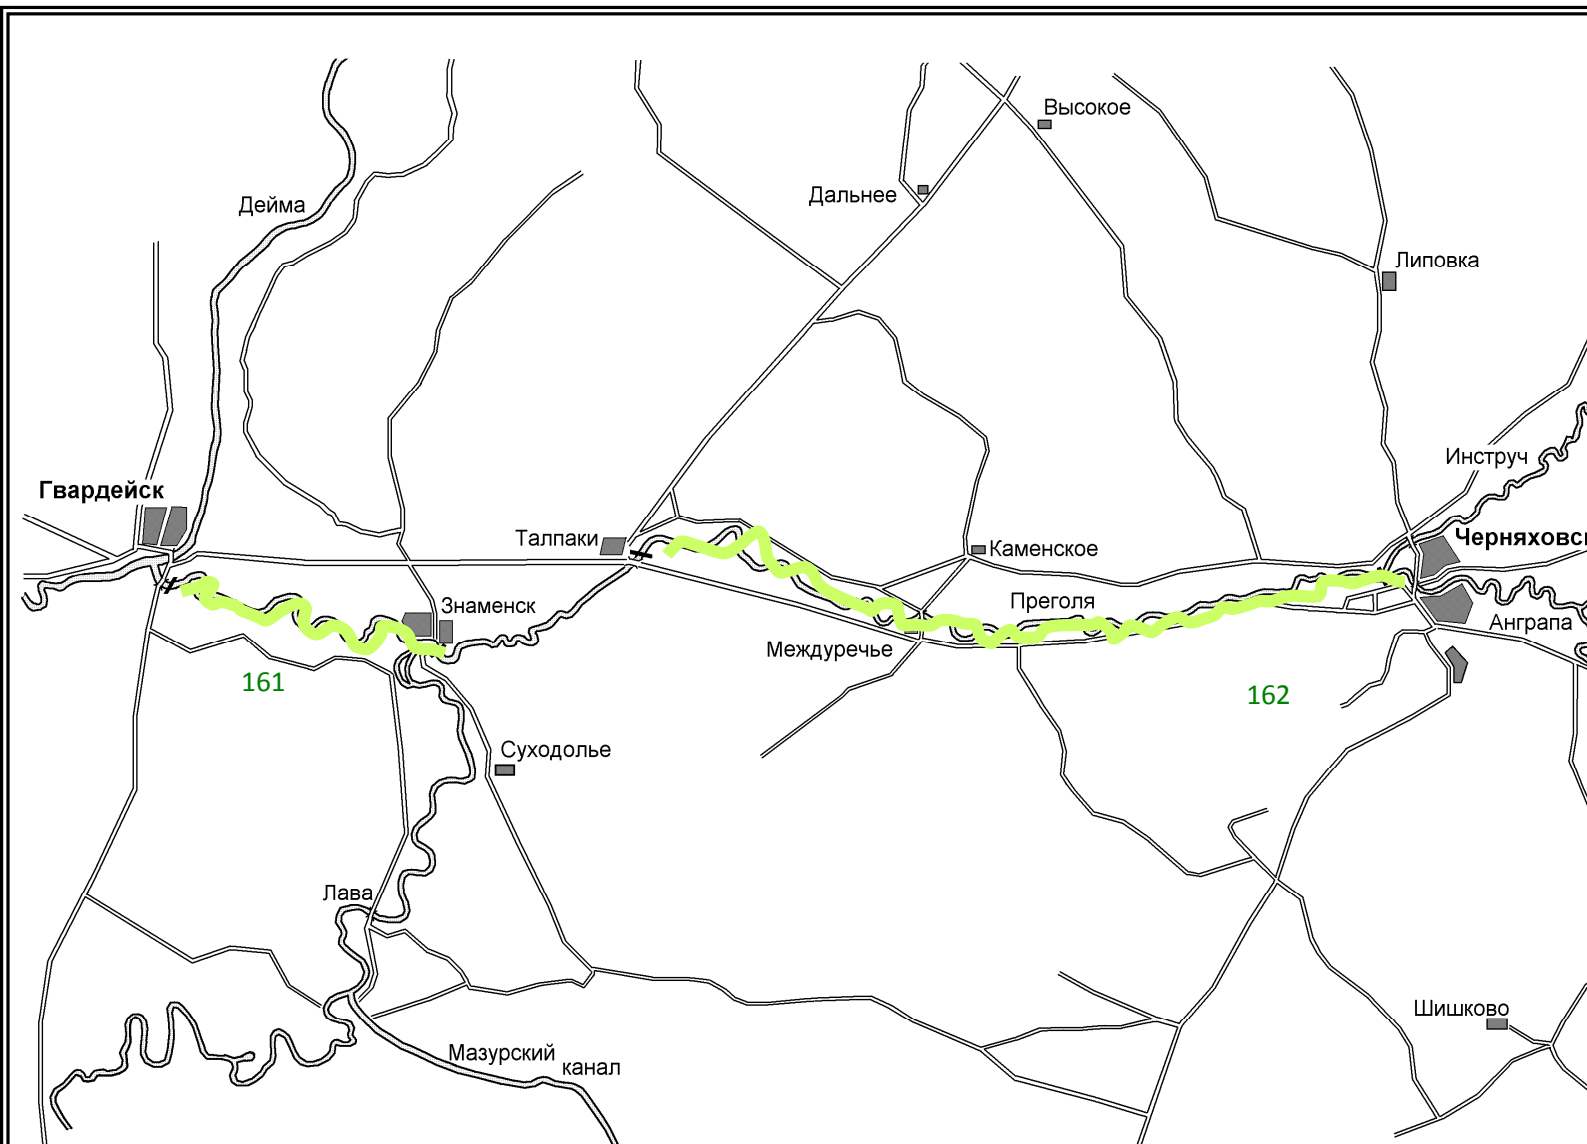 Высокое
Дальнее
Дейма
Липовка
Инструч
Гвардейск
Талпаки
Черняховс
Каменское
Знаменск
Преголя
Анграпа
Междуречье
161
162
Суходолье
Лава
Шишково
Мазурский
канал